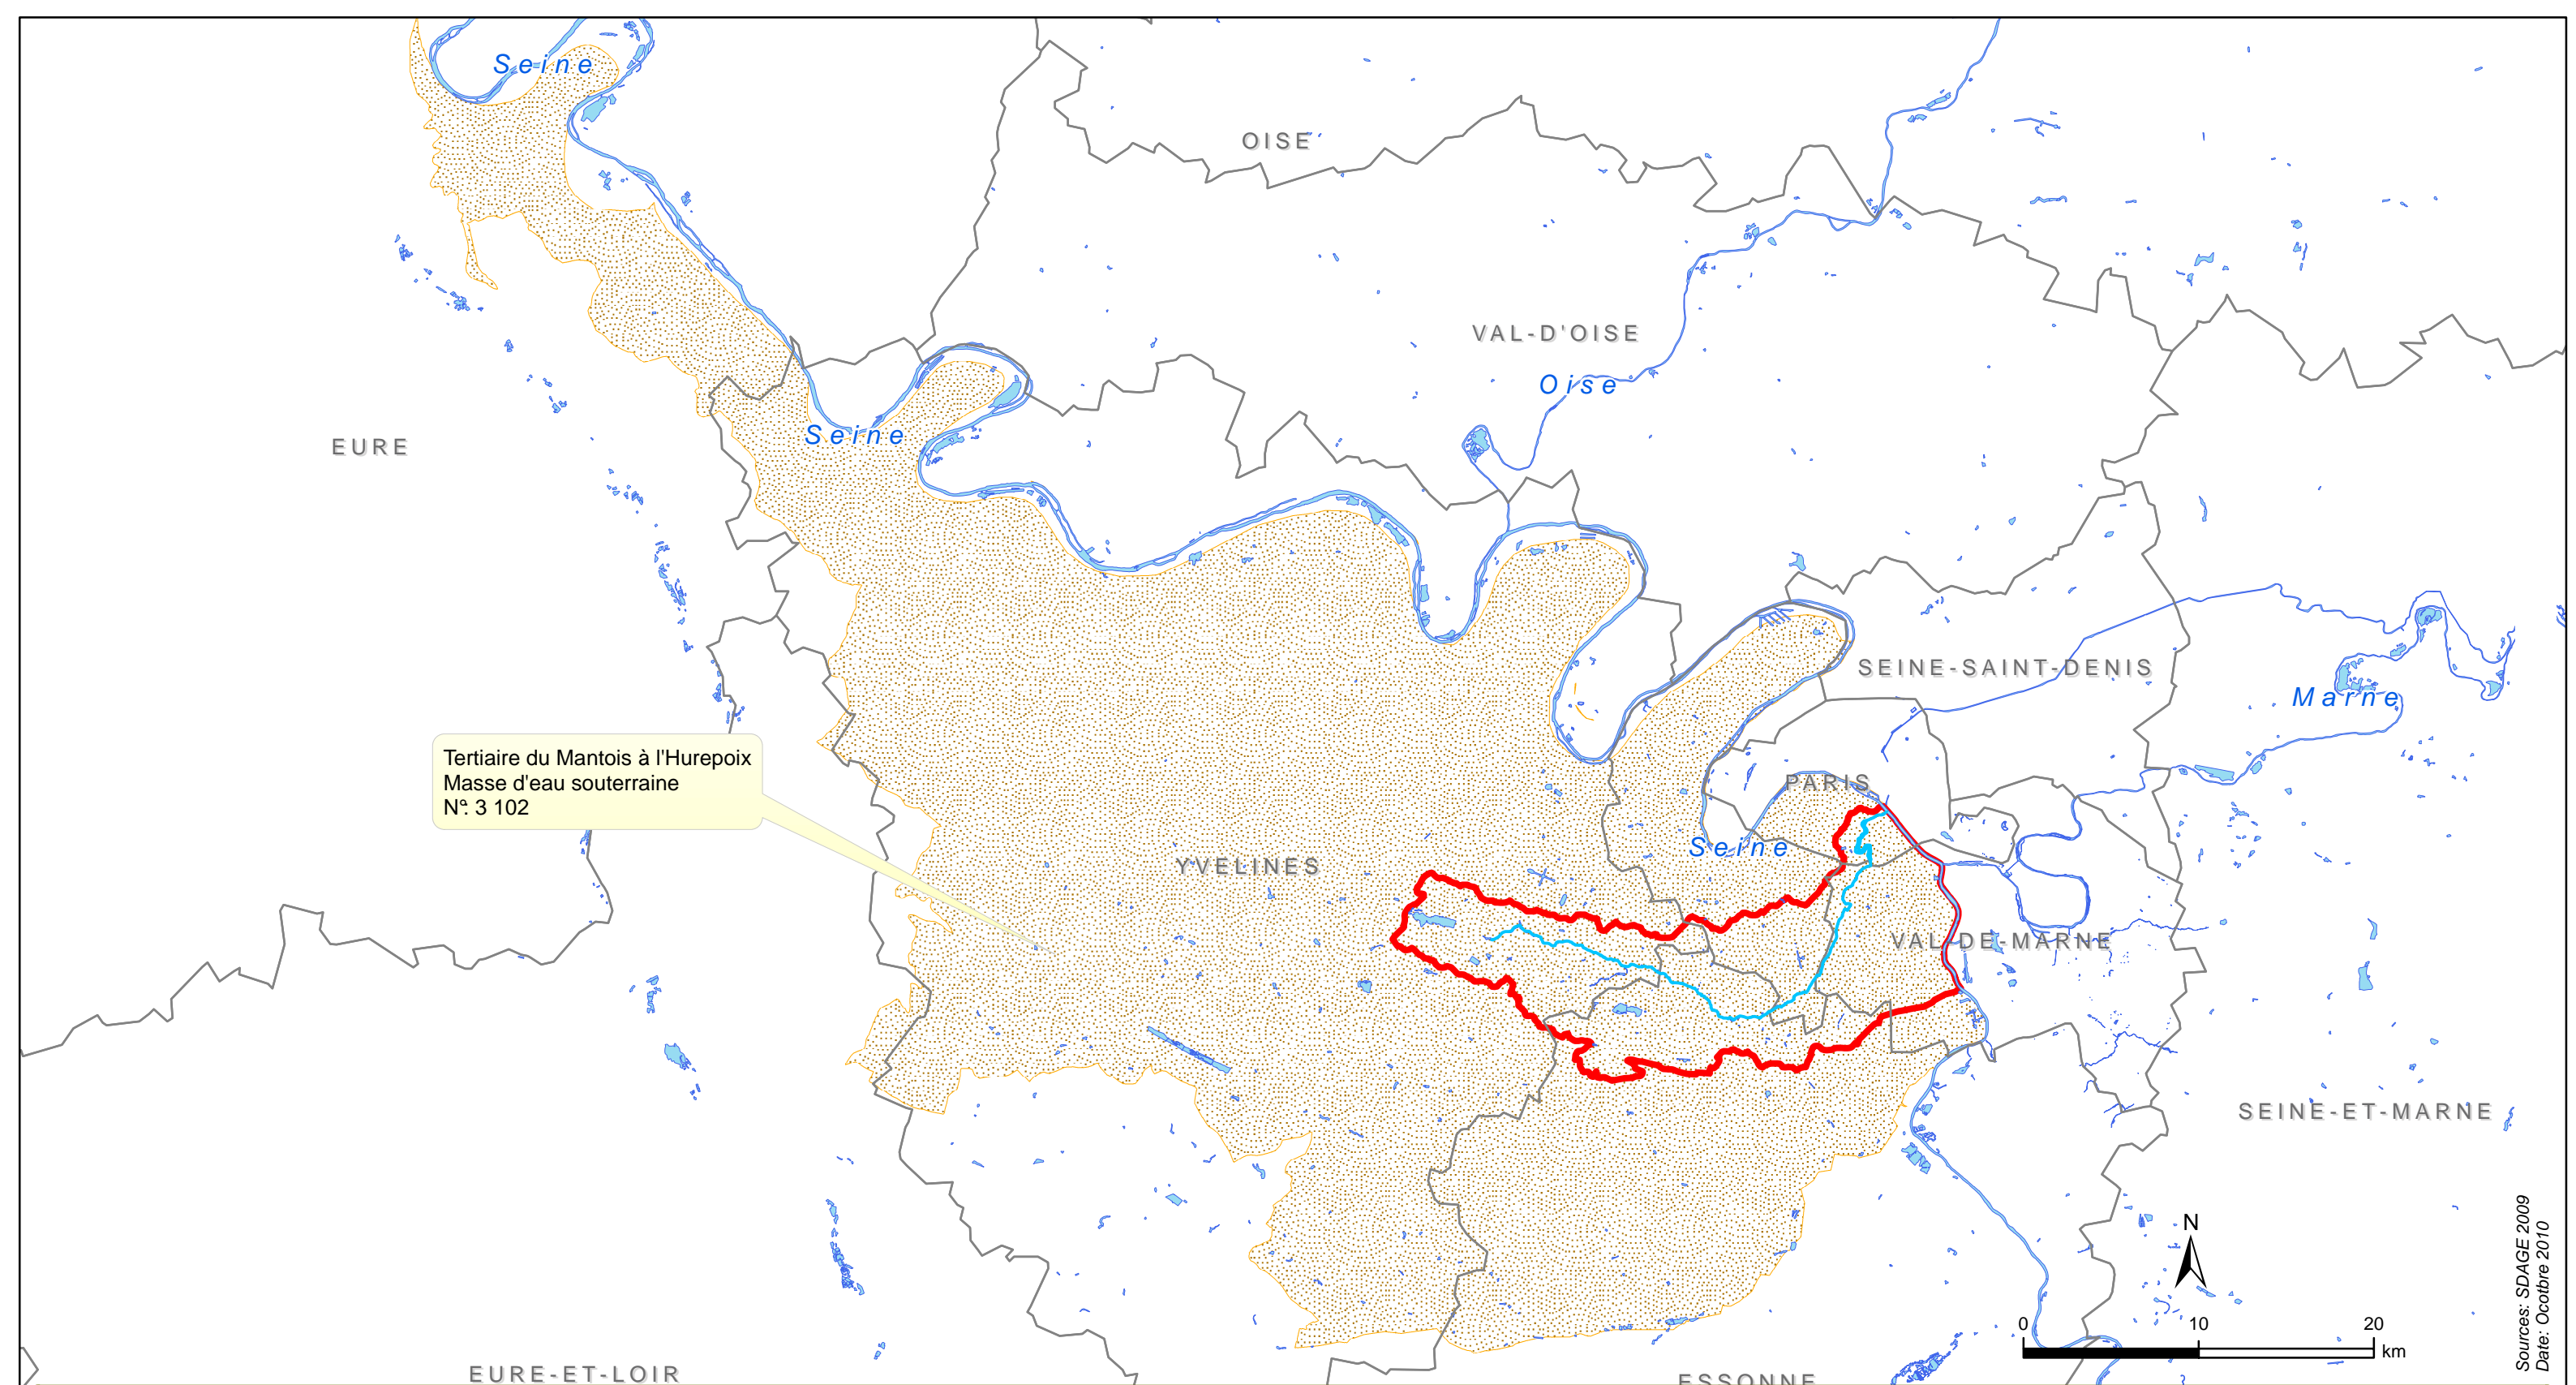 Seine
OISE
VAL-D'OISE
Oise
Seine
EURE
SEINE-SAINT-DENIS
Marne
Tertiaire du Mantois à l'Hurepoix
Masse d'eau souterraine
N°: 3 102
PARIS
Seine
YVELINES
VAL-DE-MARNE
SEINE-ET-MARNE
N
0 10 20
km
Sources: SDAGE 2009
Date: Ocotbre 2010
EURE-ET-LOIR
ESSONNE